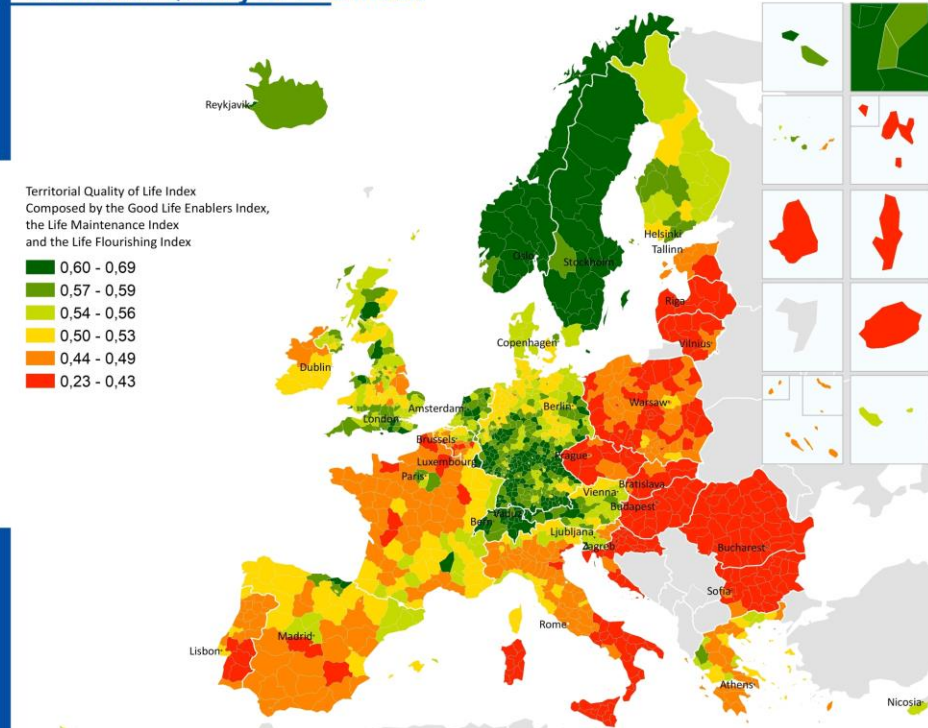 Reykjavik
Territorial Quality of Life Index
Composed by the Good Life Enablers Index,
the Life Maintenance Index
and the Life Flourishing Index
0,60 - 0,69
0,57 - 0,59
0,54 - 0,56
0,50 - 0,53
0,44 - 0,49
0,23 - 0,43
Helsinki
Tallinn
Oslo
Stockholm
Riga
Copenhagen
Vilnius
Dublin
Amsterdam
Berlin
Warsaw
London
Brussels
Luxembourg
Prague
Paris
Bratislava
Vienna
Budapest
Vaduz
Bern
Ljubljana
Zagreb
Bucharest
Sofia
Rome
Madrid
Lisbon
Athens
Nicosia